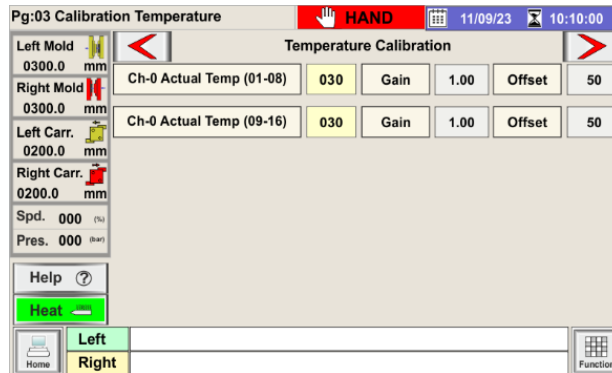 Pg:03 Calibration Temperature
HAND
11/09/23
10:10:00
Left Mold
0300.0 mm
Right Mold
0300.0 mm
Left Carr.
0200.0 mm
Right Carr.
0200.0 mm
Spd. 000 (%)
Pres. 000 (bar)
Help ?
Heat
Temperature Calibration
Ch-0 Actual Temp (01-08) 030 Gain 1.00 Offset 50
Ch-0 Actual Temp (09-16) 030 Gain 1.00 Offset 50
Home
Left
Right
Function